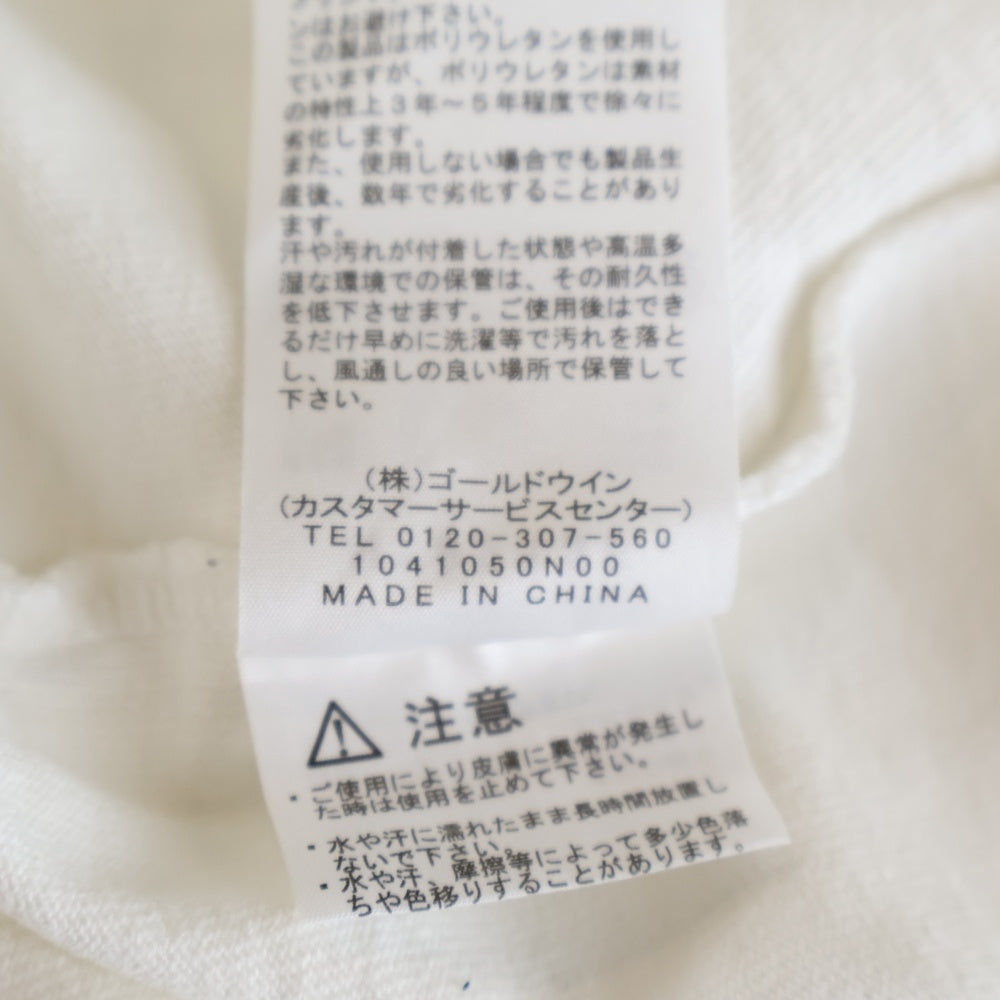 ンはお避け下さい。
この製品はポリウレタンを使用し
ていますが、ポリウレタンは素材
の特性上3年～5年程度で徐々に
劣化します。
また、使用しない場合でも製品生
産後、数年で劣化することがあり
ます。
汗や汚れが付着した状態や高温多
湿な環境での保管は、その耐久性
を低下させます。ご使用後はでき
るだけ早めに洗濯等で汚れを落と
し、風通しの良い場所で保管して
下さい。
(株)ゴールドウイン
(カスタマーサービスセンター)
TEL 0120-307-560
1041050N00
MADE IN CHINA
注意
・ご使用により皮膚に異常が発生し
た時は使用を止めて下さい。
・水や汗に濡れたまま長時間放置し
ないで下さい。
・水や汗、摩擦等によって多少色落
ちや色移りすることがあります。